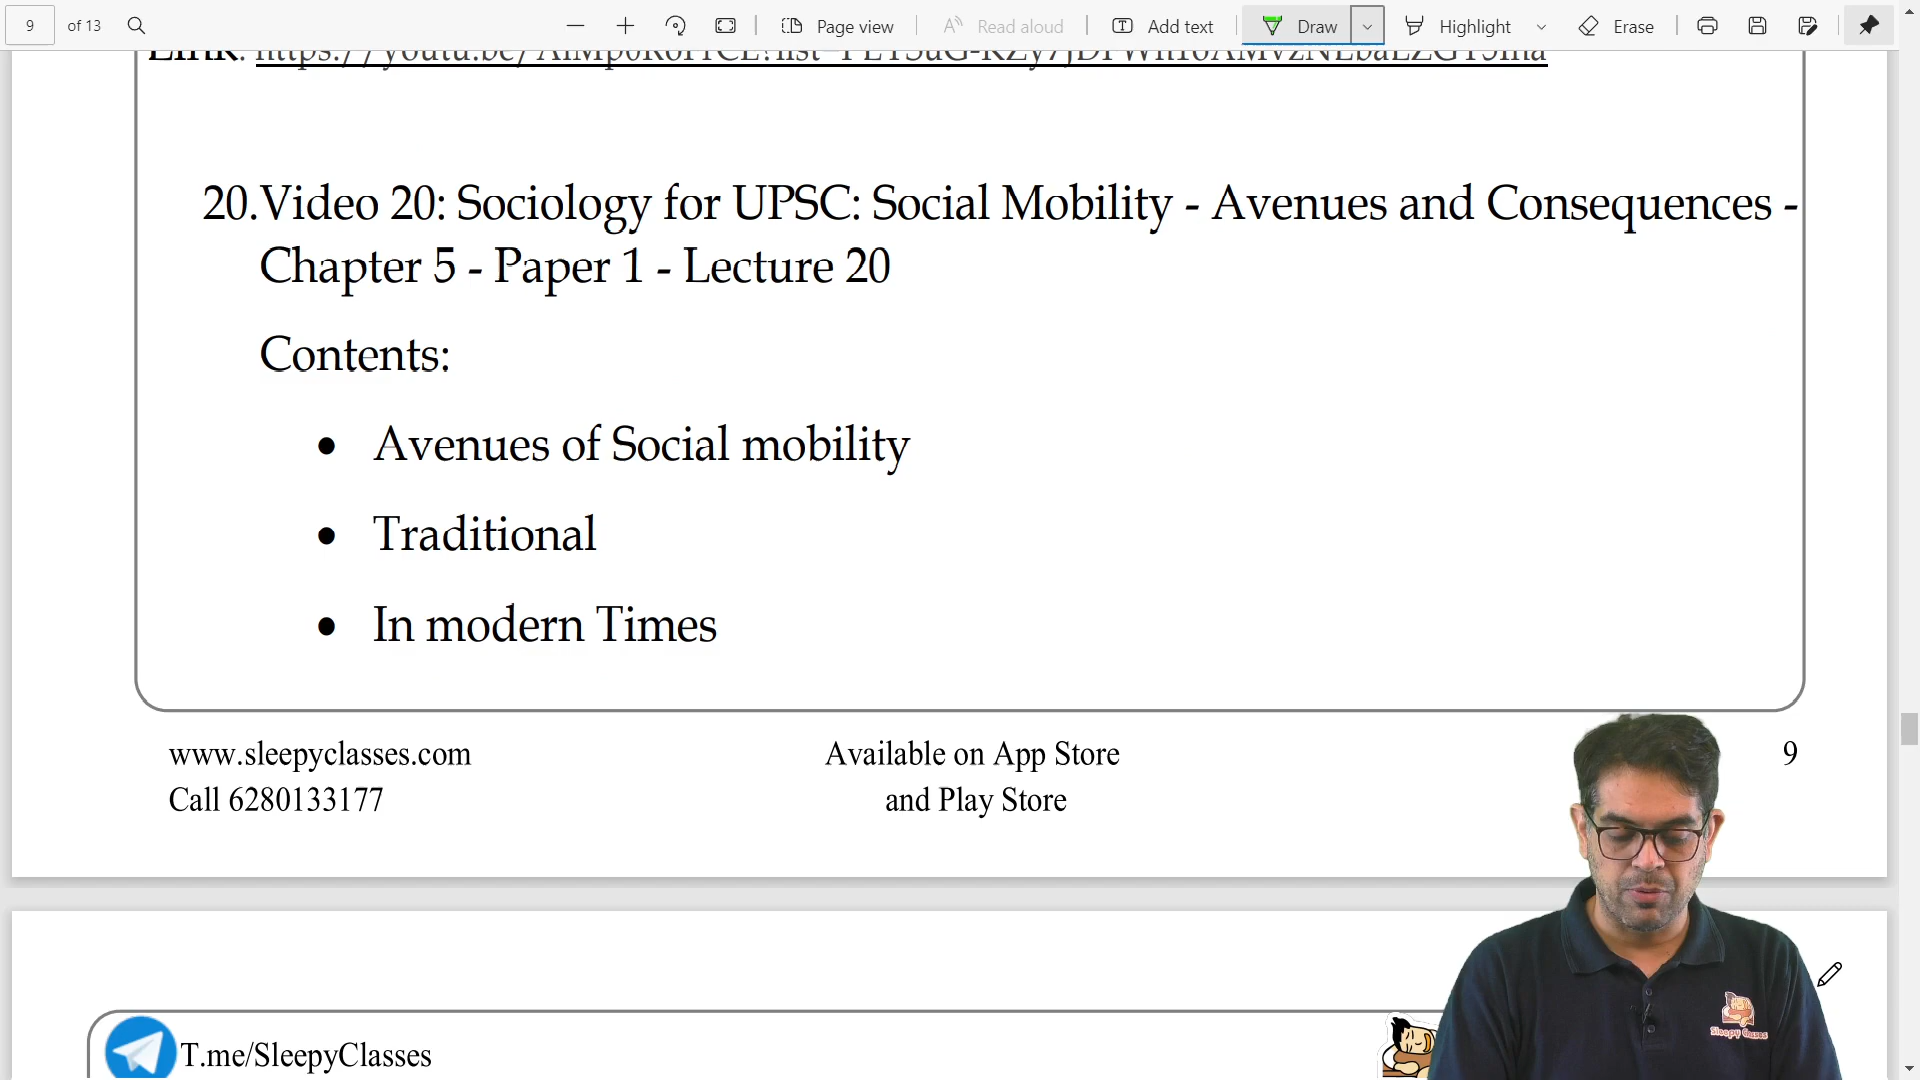 9 of 13 Page view Read aloud Add text Draw Highlight Erase
20.Video 20: Sociology for UPSC: Social Mobility - Avenues and Consequences -
Chapter 5 - Paper 1 - Lecture 20
Contents:
• Avenues of Social mobility
• Traditional
• In modern Times
www.sleepyclasses.com
Call 6280133177
Available on App Store
and Play Store
9
Sleepy Classes
T.me/SleepyClasses